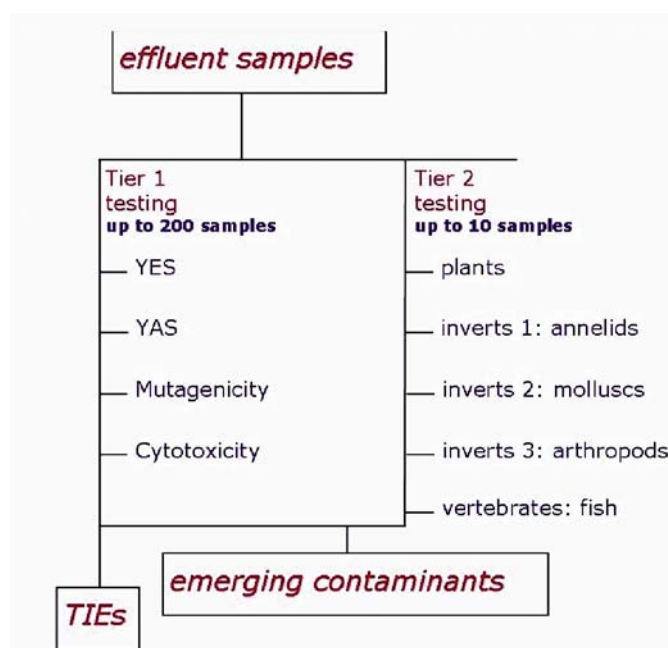 effluent samples
Tier 1
testing
up to 200 samples
YES
YAS
Mutagenicity
Cytotoxicity
Tier 2
testing
up to 10 samples
plants
inverts 1: annelids
inverts 2: molluscs
inverts 3: arthropods
vertebrates: fish
emerging contaminants
TIEs